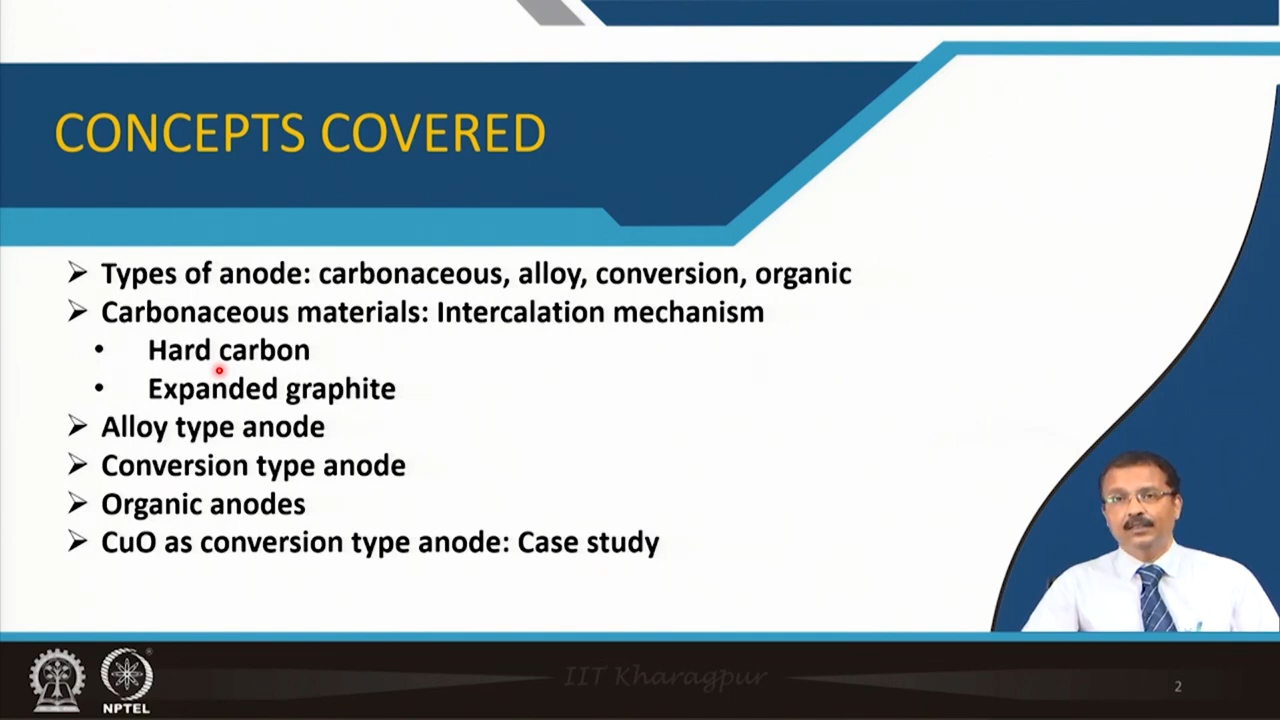 CONCEPTS COVERED
➢ Types of anode: carbonaceous, alloy, conversion, organic
➢ Carbonaceous materials: Intercalation mechanism
• Hard carbon
• Expanded graphite
➢ Alloy type anode
➢ Conversion type anode
➢ Organic anodes
➢ CuO as conversion type anode: Case study
IIT Kharagpur
NPTEL
2